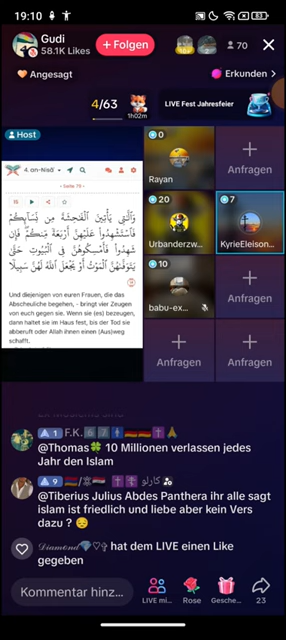 19:10
83
Gudi
58.1K Likes
+ Folgen
70
Angesagt
Erkunden >
4/63
1h02m
LIVE Fest Jahresfeier
Host
4. an-Nisā'
- Seite 79 -
وَٱلَّٰتِي يَأۡتِينَ ٱلۡفَٰحِشَةَ مِن نِّسَآئِكُمۡ
فَٱسۡتَشۡهِدُواْ عَلَيۡهِنَّ أَرۡبَعَةٗ مِّنكُمۡۖ فَإِن
شَهِدُواْ فَأَمۡسِكُوهُنَّ فِي ٱلۡبُيُوتِ حَتَّىٰ
يَتَوَفَّىٰهُنَّ ٱلۡمَوۡتُ أَوۡ يَجۡعَلَ ٱللَّهُ لَهُنَّ سَبِيلٗا
Und diejenigen von euren Frauen, die das
Abscheuliche begehen, - bringt vier Zeugen
von euch gegen sie. Wenn sie (es) bezeugen,
dann haltet sie im Haus fest, bis der Tod sie
abberuft oder Allah ihnen einen (Aus)weg
schafft.
0
Rayan
Anfragen
20
Urbanderzw...
7
KyrieEleison...
10
babu-ex...
Anfragen
Anfragen
Anfragen
1 F.K. 6 7
@Thomas🍀 10 Millionen verlassen jedes
Jahr den Islam
9 كارلو
@Tiberius Julius Abdes Panthera ihr alle sagt
islam ist friedlich und liebe aber kein Vers
dazu ? 😔
𝒟𝒾𝒶𝓂𝑜𝓃𝒹💎♡✞ hat dem LIVE einen Like
gegeben
Kommentar hinz...
LIVE mi...
Rose
Gesche...
23